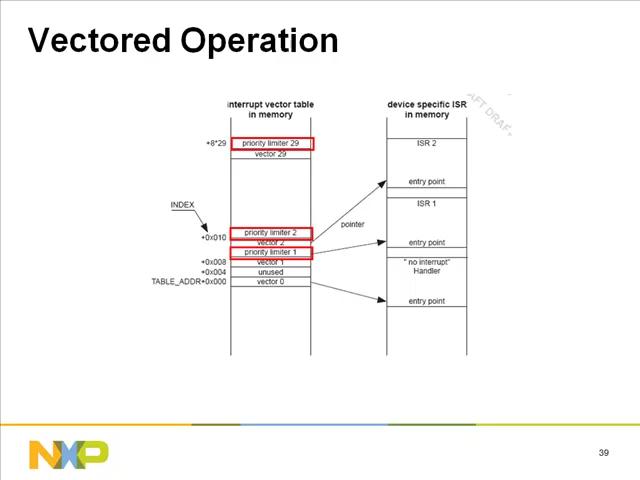 Vectored Operation
interrupt vector table
in memory
device specific ISR
in memory
AFT DRAF
+8*29
priority limiter 29
vector 29
ISR 2
entry point
INDEX
ISR 1
pointer
+0x010
priority limiter 2
vector 2
entry point
priority limiter 1
+0x008
vector 1
" no interrupt"
Handler
+0x004
unused
TABLE_ADDR+0x000
vector 0
entry point
NXP
39